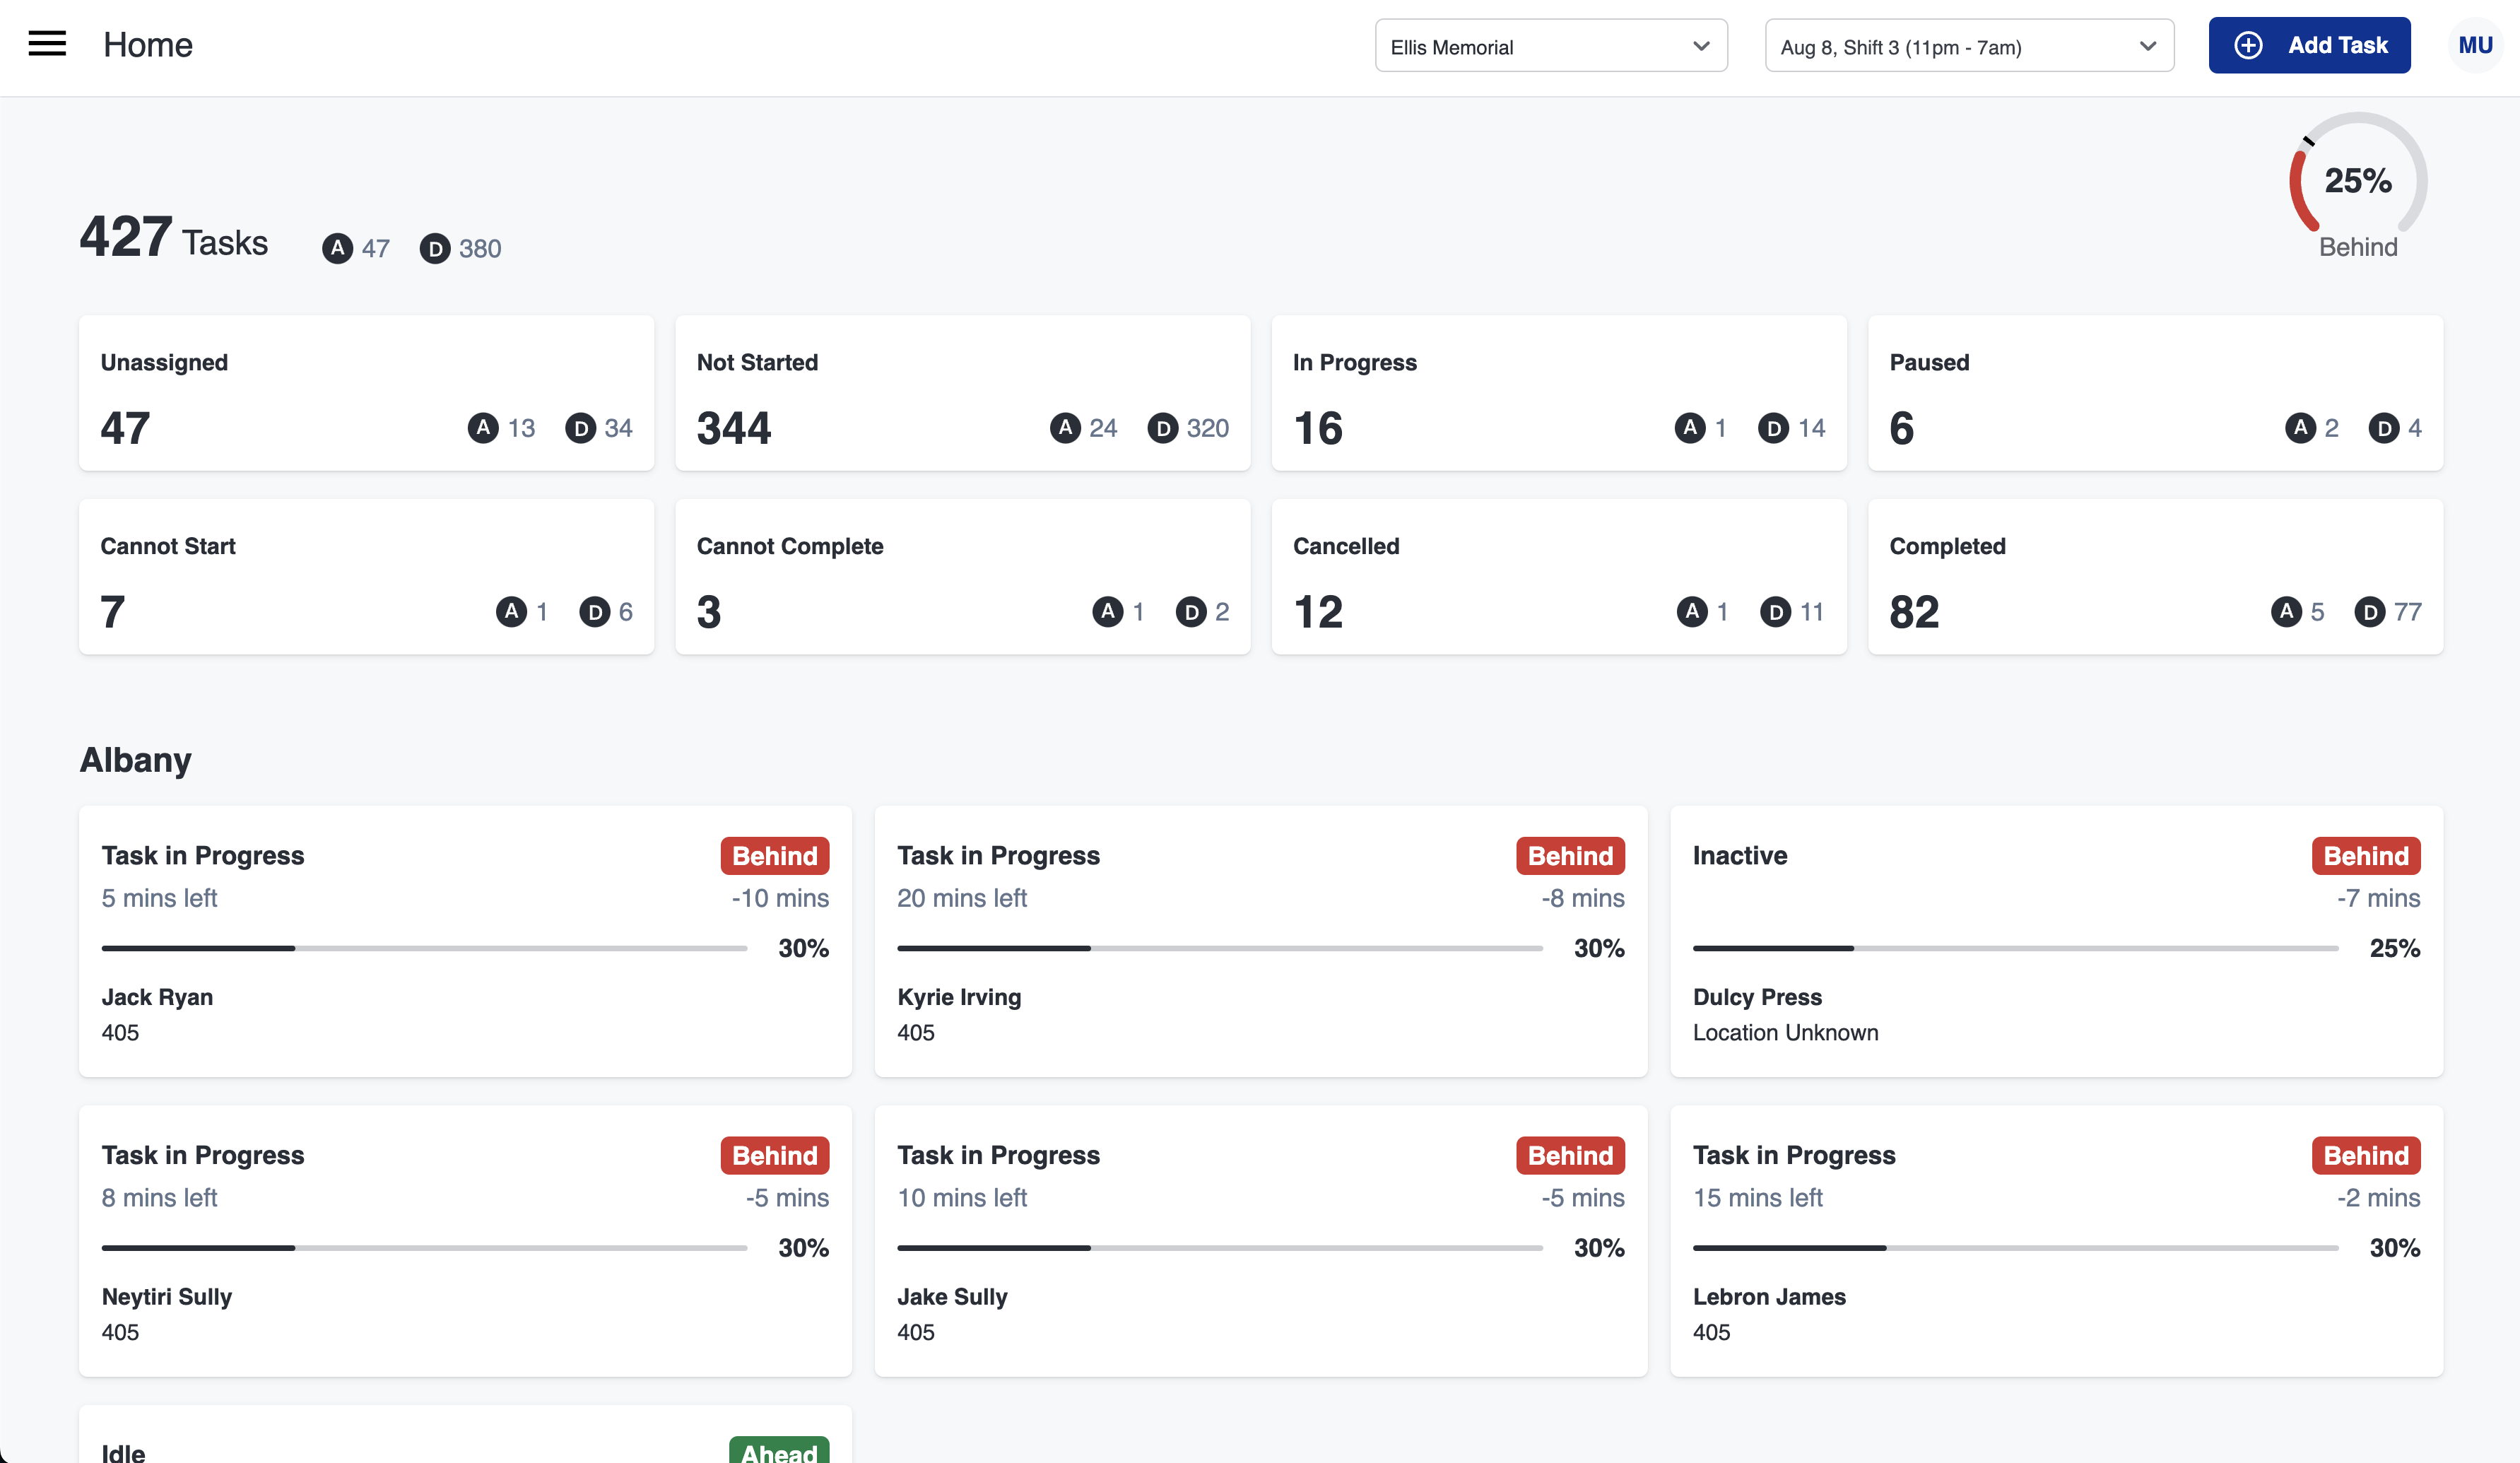 Home
Ellis Memorial
Aug 8, Shift 3 (11pm - 7am)
Add Task
MU
25%
Behind
427 Tasks A 47 D 380
Unassigned
47 A 13 D 34
Not Started
344 A 24 D 320
In Progress
16 A 1 D 14
Paused
6 A 2 D 4
Cannot Start
7 A 1 D 6
Cannot Complete
3 A 1 D 2
Cancelled
12 A 1 D 11
Completed
82 A 5 D 77
Albany
Task in Progress Behind
5 mins left -10 mins
30%
Jack Ryan
405
Task in Progress Behind
20 mins left -8 mins
30%
Kyrie Irving
405
Inactive Behind
-7 mins
25%
Dulcy Press
Location Unknown
Task in Progress Behind
8 mins left -5 mins
30%
Neytiri Sully
405
Task in Progress Behind
10 mins left -5 mins
30%
Jake Sully
405
Task in Progress Behind
15 mins left -2 mins
30%
Lebron James
405
Idle Ahead